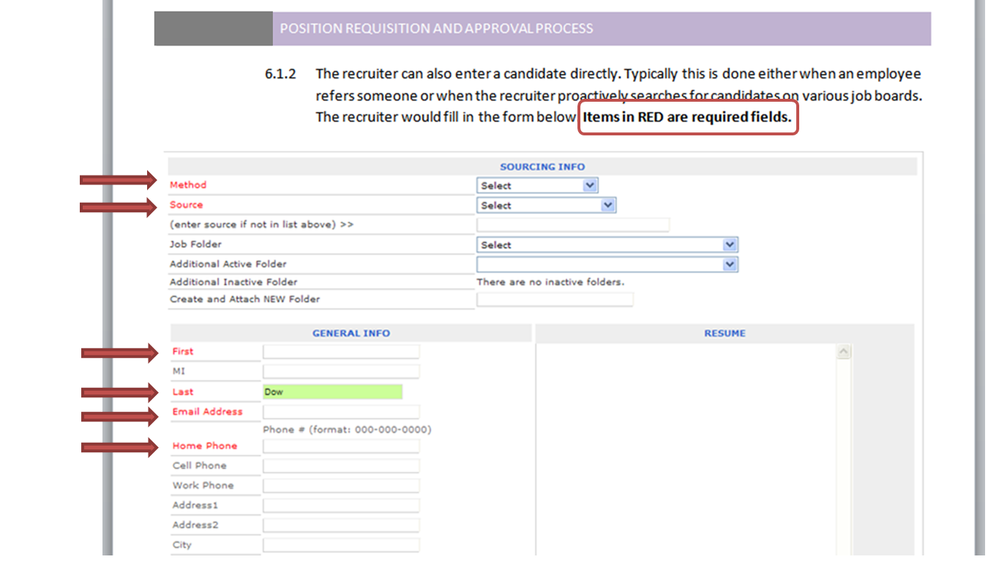 POSITION REQUISITION AND APPROVAL PROCESS
6.1.2 The recruiter can also enter a candidate directly. Typically this is done either when an employee
refers someone or when the recruiter proactively searches for candidates on various job boards.
The recruiter would fill in the form below Items in RED are required fields.
SOURCING INFO
Method Select
Source Select
(enter source if not in list above) >>
Job Folder Select
Additional Active Folder
Additional Inactive Folder There are no inactive folders.
Create and Attach NEW Folder
GENERAL INFO RESUME
First
MI
Last Dow
Email Address
Phone # (format: 000-000-0000)
Home Phone
Cell Phone
Work Phone
Address1
Address2
City